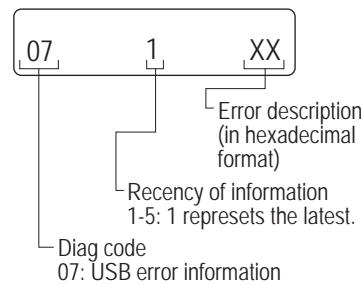 07 1 XX
Error description
(in hexadecimal
format)
Recency of information
1-5: 1 represets the latest.
Diag code
07: USB error information